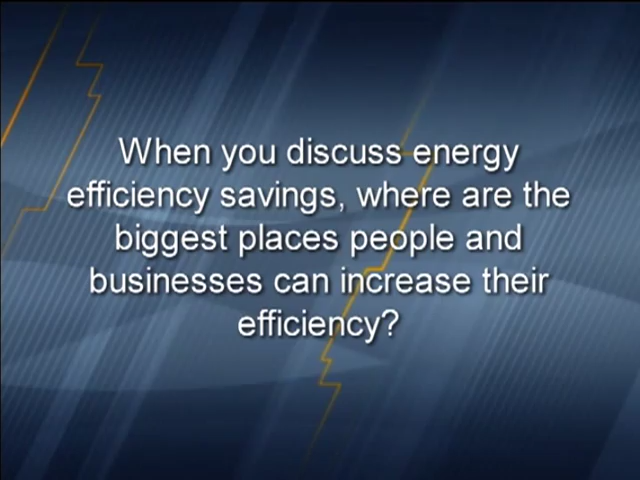 When you discuss energy
efficiency savings, where are the
biggest places people and
businesses can increase their
efficiency?